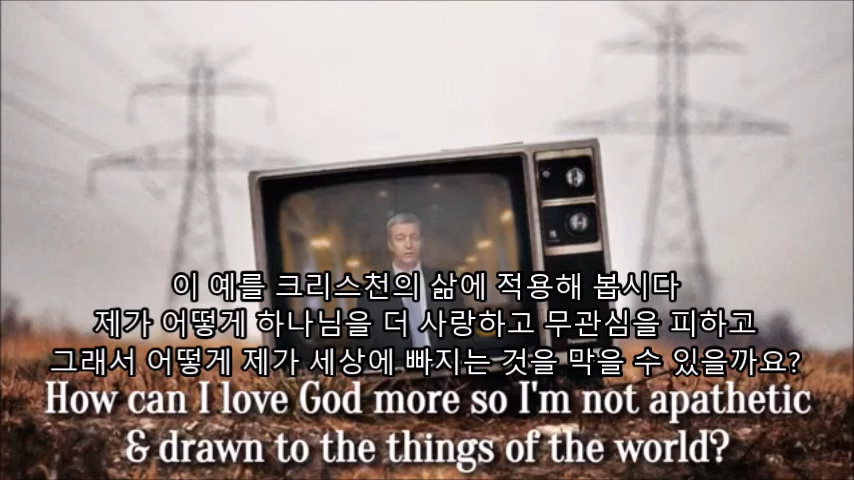 이 예를 크리스천의 삶에 적용해 봅시다
제가 어떻게 하나님을 더 사랑하고 무관심을 피하고
그래서 어떻게 제가 세상에 빠지는 것을 막을 수 있을까요?
How can I love God more so I'm not apathetic
& drawn to the things of the world?